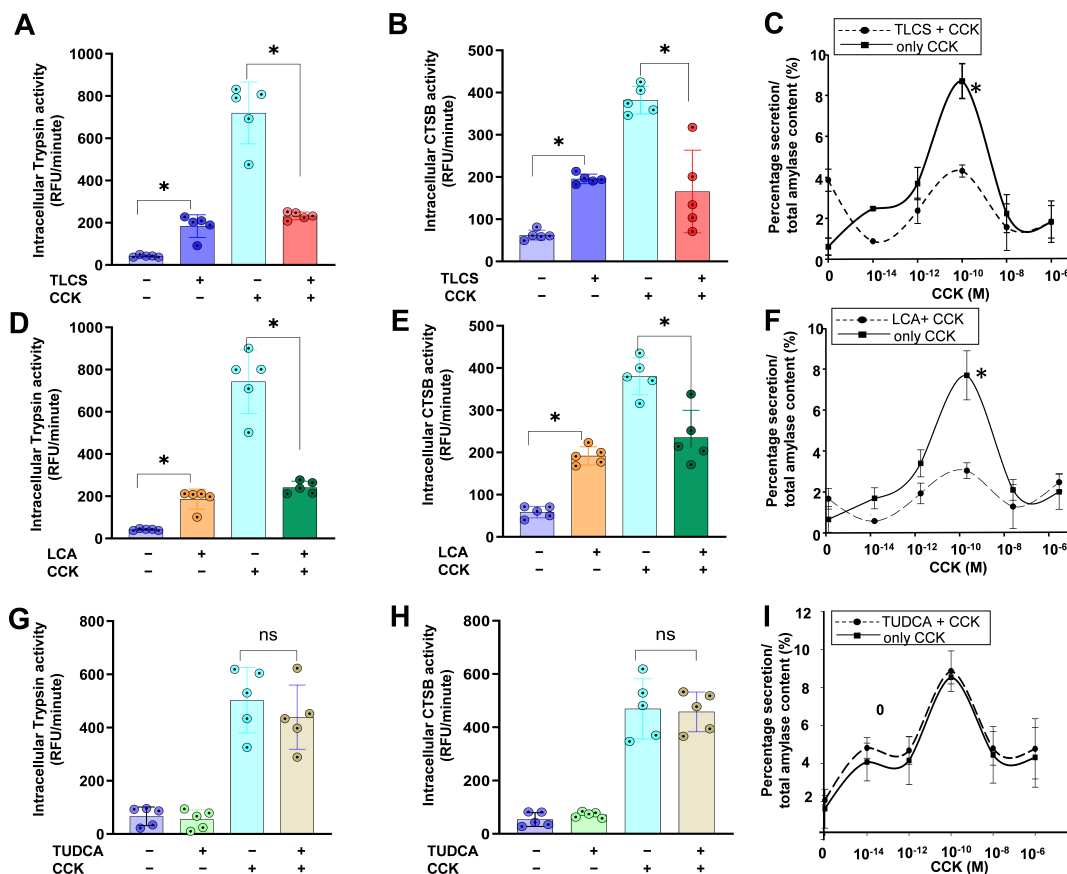 A
Intracellular Trypsin activity
(RFU/minute)
1000
800
600
400
200
0
*
*
TLCS – + – +
CCK – – + +
B
Intracellular CTSB activity
(RFU/minute)
500
400
300
200
100
0
*
*
TLCS – + – +
CCK – – + +
C
TLCS + CCK
only CCK
Percentage secretion/
total amylase content (%)
10
8
6
4
2
0
*
0 10-14 10-12 10-10 10-8 10-6
CCK (M)
D
Intracellular Trypsin activity
(RFU/minute)
1000
800
600
400
200
0
*
*
LCA – + – +
CCK – – + +
E
Intracellular CTSB activity
(RFU/minute)
500
400
300
200
100
0
*
*
LCA – + – +
CCK – – + +
F
LCA+ CCK
only CCK
Percentage secretion/
total amylase content (%)
10
8
6
4
2
0
*
0 10-14 10-12 10-10 10-8 10-6
CCK (M)
G
Intracellular Trypsin activity
(RFU/minute)
800
600
400
200
0
ns
TUDCA – + – +
CCK – – + +
H
Intracellular CTSB activity
(RFU/minute)
800
600
400
200
0
ns
TUDCA – + – +
CCK – – + +
I
TUDCA + CCK
only CCK
Percentage secretion/
total amylase content (%)
12
10
8
6
4
2
0
0 10-14 10-12 10-10 10-8 10-6
CCK (M)